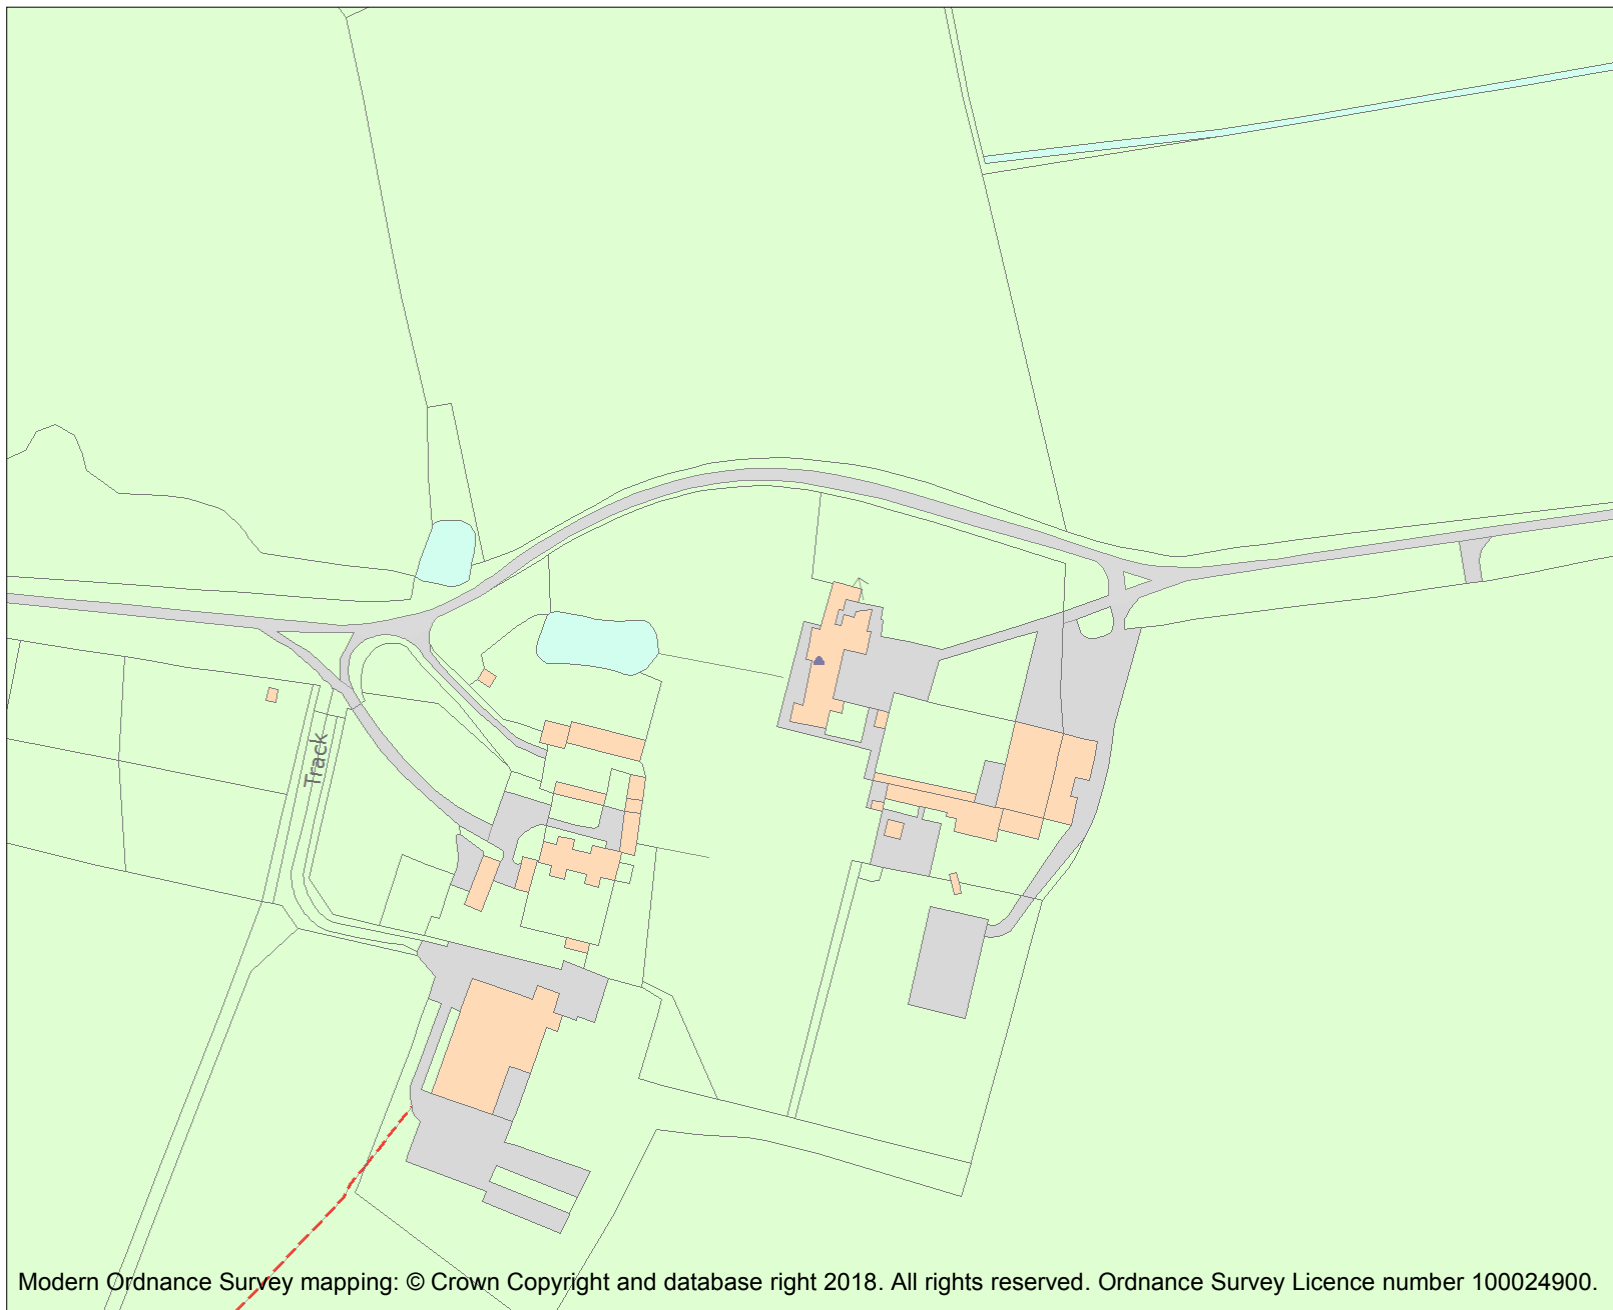 Track
Modern Ordnance Survey mapping: © Crown Copyright and database right 2018. All rights reserved. Ordnance Survey Licence number 100024900.